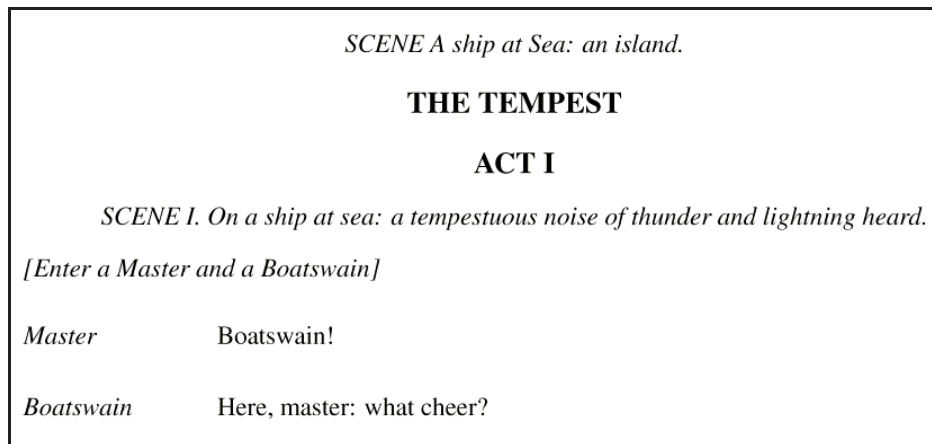 SCENE A ship at Sea: an island.
THE TEMPEST
ACT I
SCENE I. On a ship at sea: a tempestuous noise of thunder and lightning heard.
[Enter a Master and a Boatswain]
Master Boatswain!
Boatswain Here, master: what cheer?